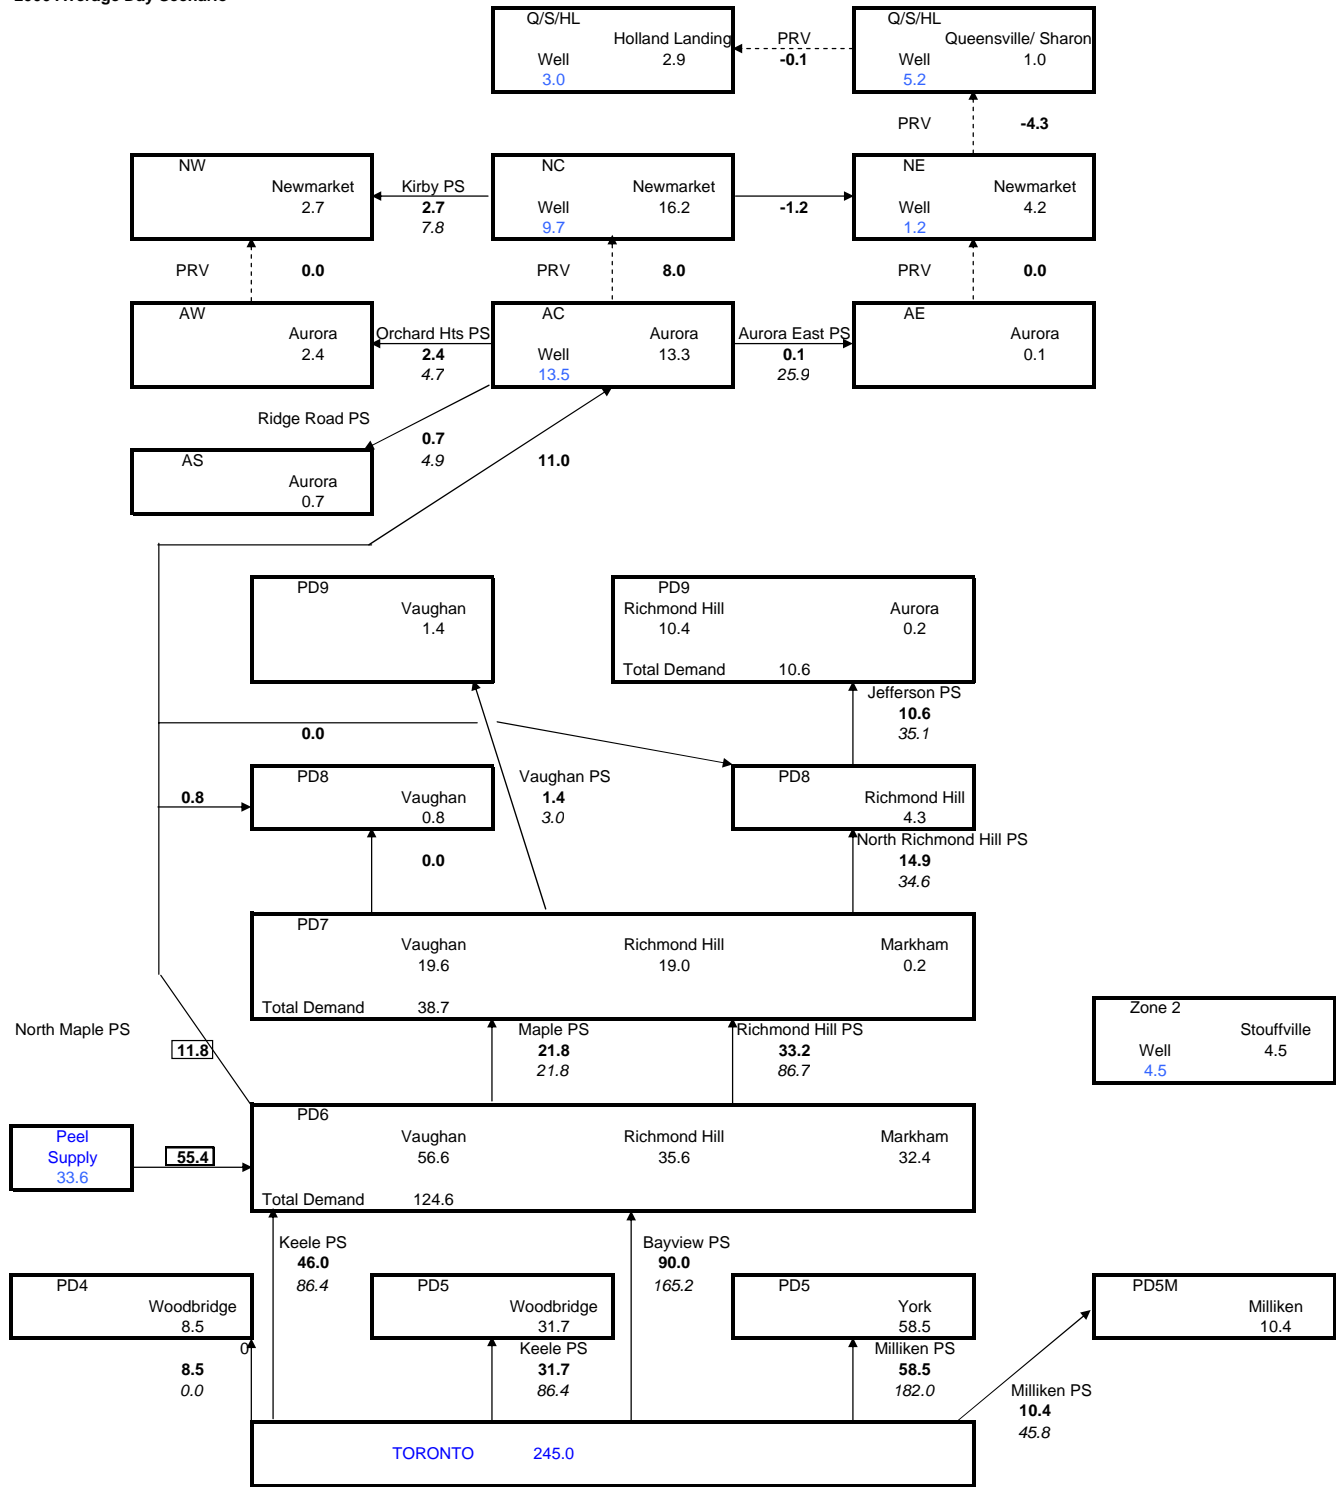 Q/S/HL
Holland Landing
Well 2.9
3.0
PRV
-0.1
Q/S/HL
Queensville/ Sharon
Well 1.0
5.2
PRV -4.3
NW
Newmarket
2.7
Kirby PS
2.7
7.8
NC
Newmarket
Well 16.2
9.7
-1.2
NE
Newmarket
Well 4.2
1.2
PRV 0.0
PRV 8.0
PRV 0.0
AW
Aurora
2.4
Orchard Hts PS
2.4
4.7
AC
Aurora
Well 13.3
13.5
Aurora East PS
0.1
25.9
AE
Aurora
0.1
Ridge Road PS
0.7
4.9
11.0
AS
Aurora
0.7
PD9
Vaughan
1.4
PD9
Richmond Hill Aurora
10.4 0.2
Total Demand 10.6
Jefferson PS
10.6
35.1
0.0
0.8
PD8
Vaughan
0.8
Vaughan PS
1.4
3.0
PD8
Richmond Hill
4.3
0.0
North Richmond Hill PS
14.9
34.6
PD7
Vaughan Richmond Hill Markham
19.6 19.0 0.2
Total Demand 38.7
North Maple PS
11.8
Maple PS
21.8
21.8
Richmond Hill PS
33.2
86.7
Zone 2
Stouffville
Well 4.5
4.5
Peel
Supply
33.6
55.4
PD6
Vaughan Richmond Hill Markham
56.6 35.6 32.4
Total Demand 124.6
Keele PS
46.0
86.4
Bayview PS
90.0
165.2
PD4
Woodbridge
8.5
0
8.5
0.0
PD5
Woodbridge
31.7
Keele PS
31.7
86.4
PD5
York
58.5
Milliken PS
58.5
182.0
PD5M
Milliken
10.4
Milliken PS
10.4
45.8
TORONTO 245.0